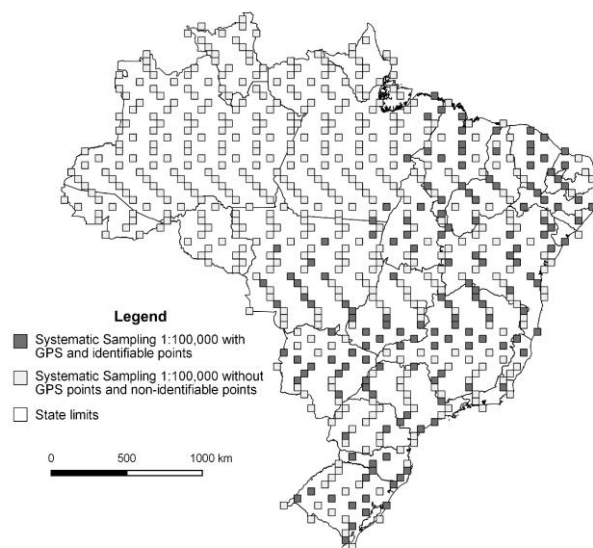 Legend
Systematic Sampling 1:100,000 with
GPS and identifiable points
Systematic Sampling 1:100,000 without
GPS points and non-identifiable points
State limits
0 500 1000 km